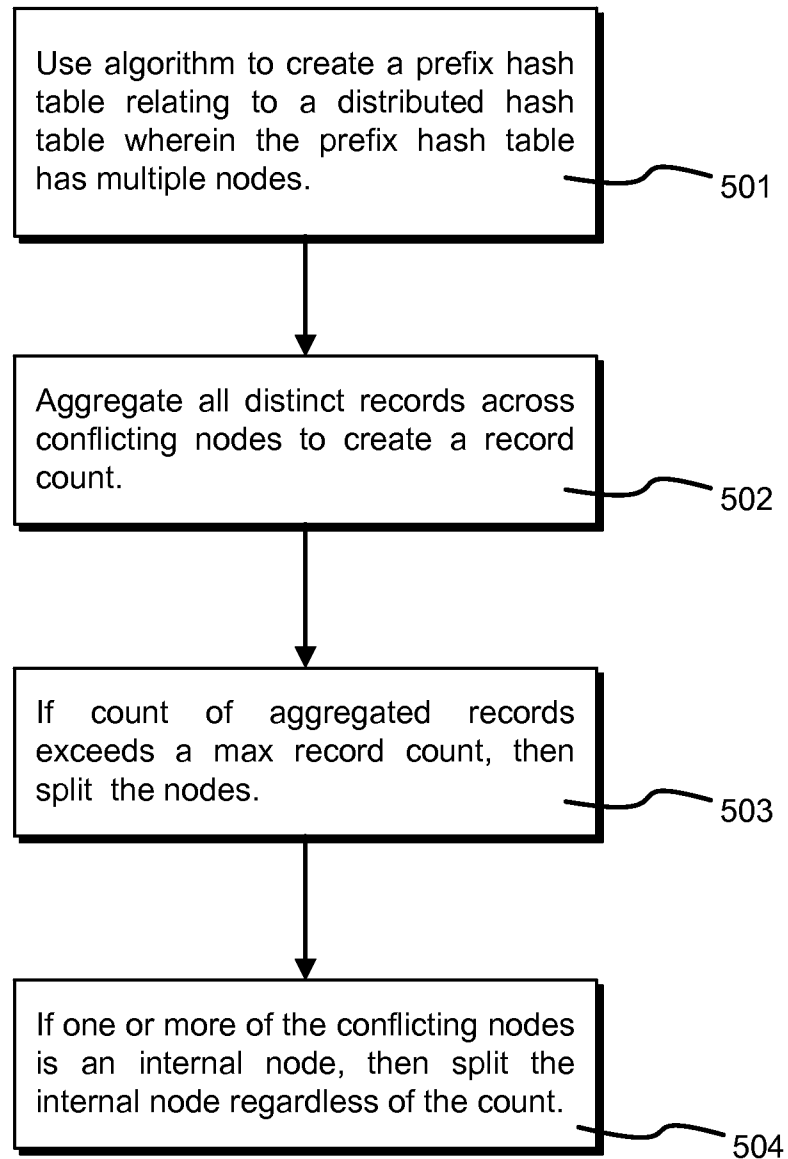 Use algorithm to create a prefix hash
table relating to a distributed hash
table wherein the prefix hash table
has multiple nodes.
501
Aggregate all distinct records across
conflicting nodes to create a record
count.
502
If count of aggregated records
exceeds a max record count, then
split the nodes.
503
If one or more of the conflicting nodes
is an internal node, then split the
internal node regardless of the count.
504